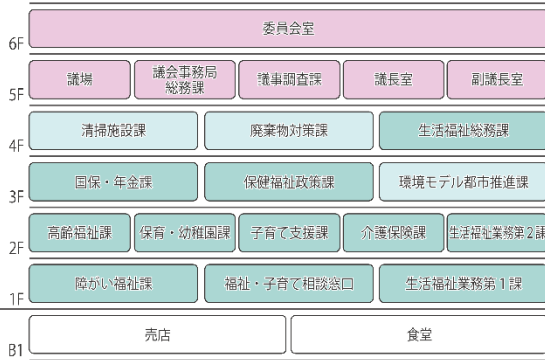 6F
委員会室
5F
議場
議会事務局
総務課
議事調査課
議長室
副議長室
4F
清掃施設課
廃棄物対策課
生活福祉総務課
3F
国保・年金課
保健福祉政策課
環境モデル都市推進課
2F
高齢福祉課
保育・幼稚園課
子育て支援課
介護保険課
生活福祉業務第2課
1F
障がい福祉課
福祉・子育て相談窓口
生活福祉業務第1課
B1
売店
食堂